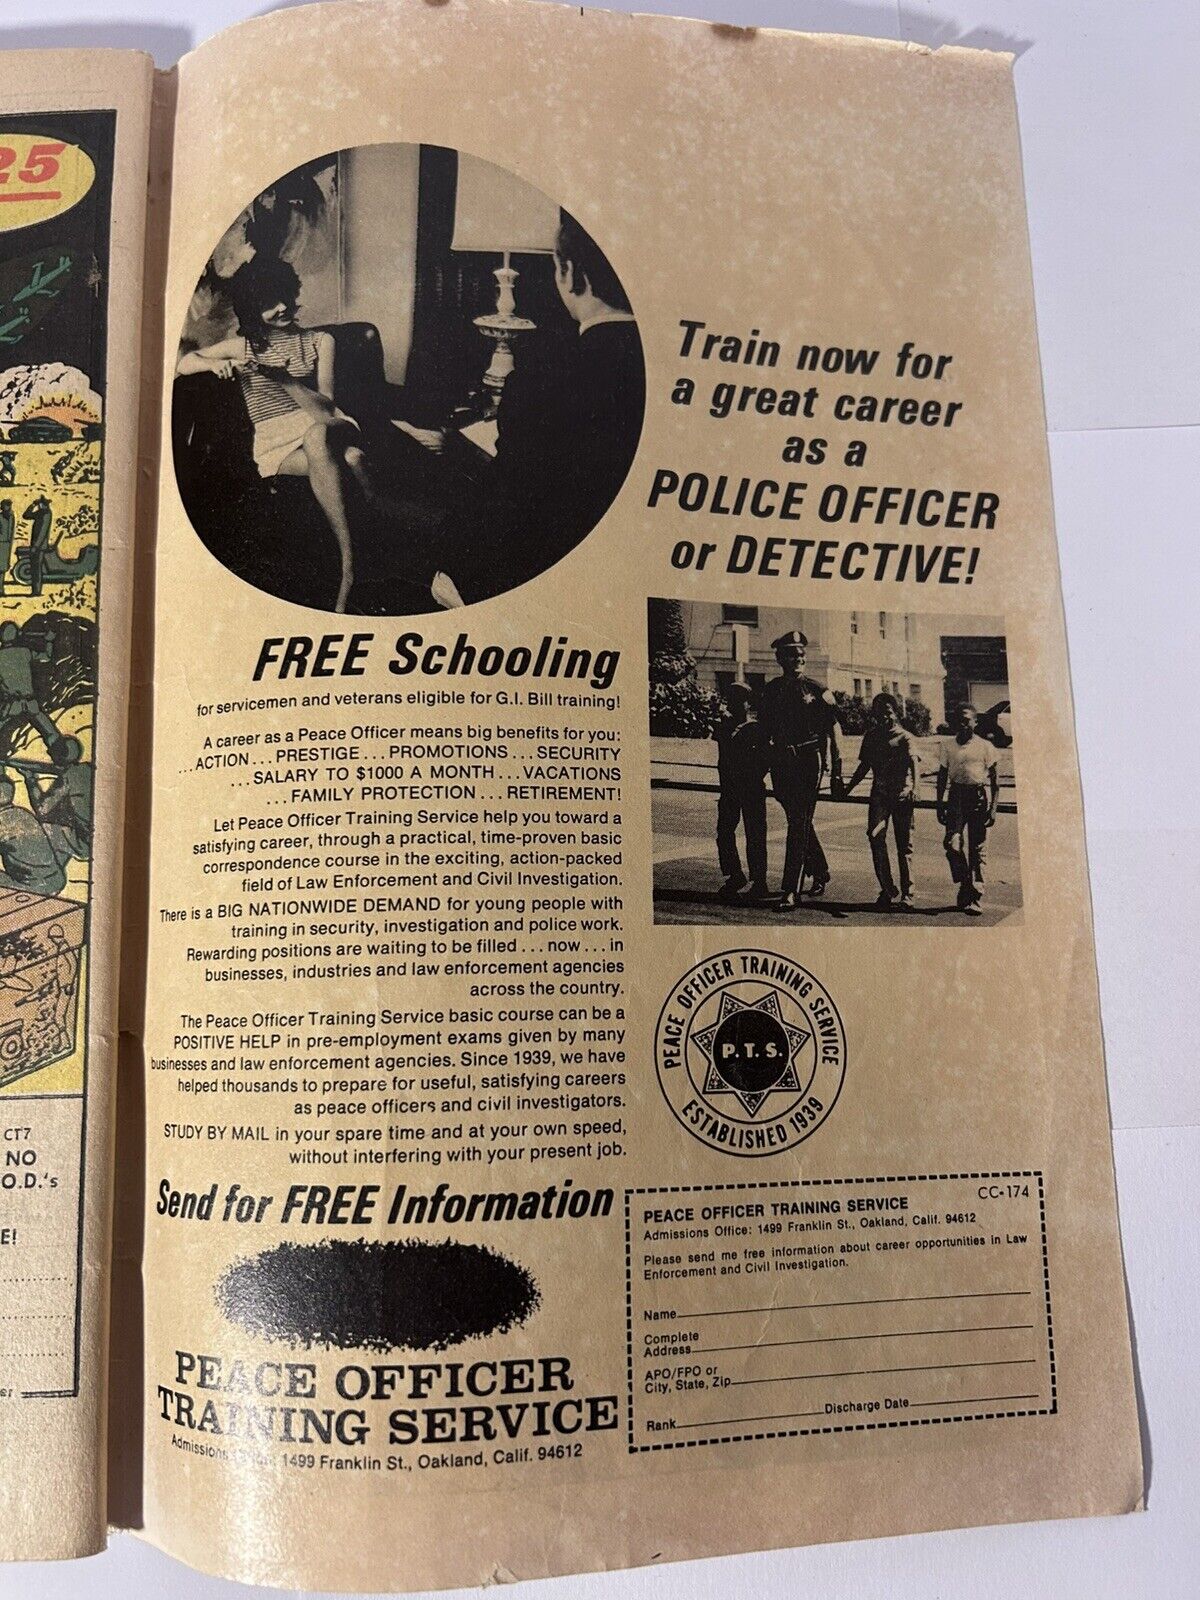 25
CT7
NO
O.D.'s
E!
Train now for
a great career
as a
POLICE OFFICER
or DETECTIVE!
FREE Schooling
for servicemen and veterans eligible for G.I. Bill training!
A career as a Peace Officer means big benefits for you:
...ACTION...PRESTIGE...PROMOTIONS...SECURITY
...SALARY TO $1000 A MONTH...VACATIONS
...FAMILY PROTECTION...RETIREMENT!
Let Peace Officer Training Service help you toward a
satisfying career, through a practical, time-proven basic
correspondence course in the exciting, action-packed
field of Law Enforcement and Civil Investigation.
There is a BIG NATIONWIDE DEMAND for young people with
training in security, investigation and police work.
Rewarding positions are waiting to be filled...now...in
businesses, industries and law enforcement agencies
across the country.
The Peace Officer Training Service basic course can be a
POSITIVE HELP in pre-employment exams given by many
businesses and law enforcement agencies. Since 1939, we have
helped thousands to prepare for useful, satisfying careers
as peace officers and civil investigators.
STUDY BY MAIL in your spare time and at your own speed,
without interfering with your present job.
PEACE OFFICER TRAINING SERVICE
P.T.S.
ESTABLISHED 1939
Send for FREE Information
PEACE OFFICER
TRAINING SERVICE
Admissions 1499 Franklin St., Oakland, Calif. 94612
CC-174
PEACE OFFICER TRAINING SERVICE
Admissions Office: 1499 Franklin St., Oakland, Calif. 94612
Please send me free information about career opportunities in Law
Enforcement and Civil Investigation.
Name
Complete
Address
APO/FPO or
City, State, Zip
Rank Discharge Date